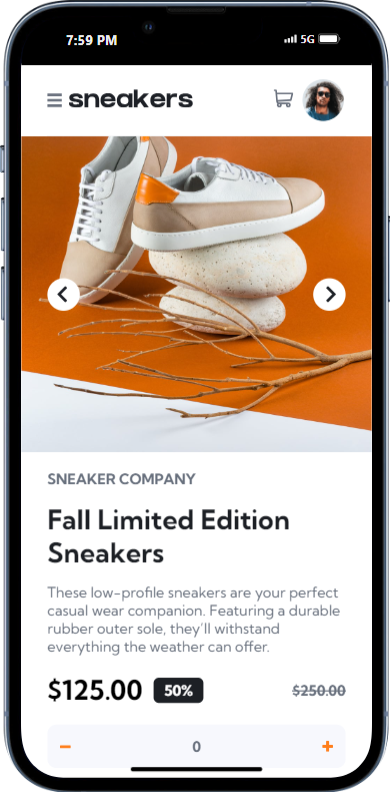 7:59 PM 5G
sneakers
SNEAKER COMPANY
Fall Limited Edition
Sneakers
These low-profile sneakers are your perfect
casual wear companion. Featuring a durable
rubber outer sole, they'll withstand
everything the weather can offer.
$125.00 50% $250.00
- 0 +